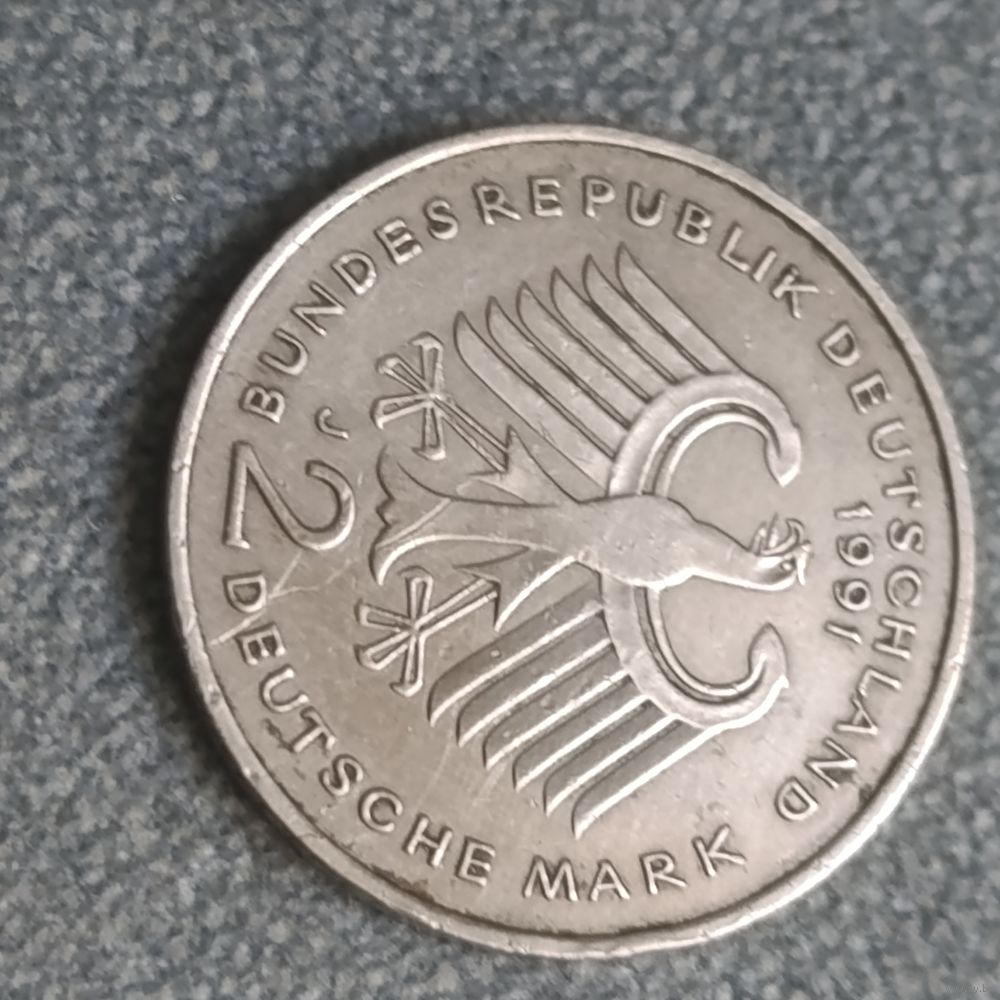 BUNDESREPUBLIK DEUTSCHLAND
1991
J
2
DEUTSCHE MARK